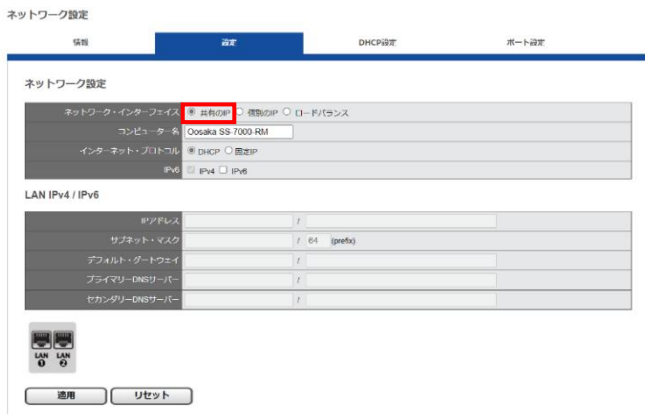 ネットワーク設定
情報 設定 DHCP設定 ポート設定
ネットワーク設定
ネットワーク・インターフェイス 共有のIP 個別のIP ロードバランス
コンピューター名 Oosaka SS-7000-RM
インターネット・プロトコル DHCP 固定IP
IPv6 IPv4 IPv6
LAN IPv4 / IPv6
IPアドレス /
サブネット・マスク / 64 (prefix)
デフォルト・ゲートウェイ /
プライマリーDNSサーバー /
セカンダリーDNSサーバー /
LAN LAN
1 2
適用 リセット